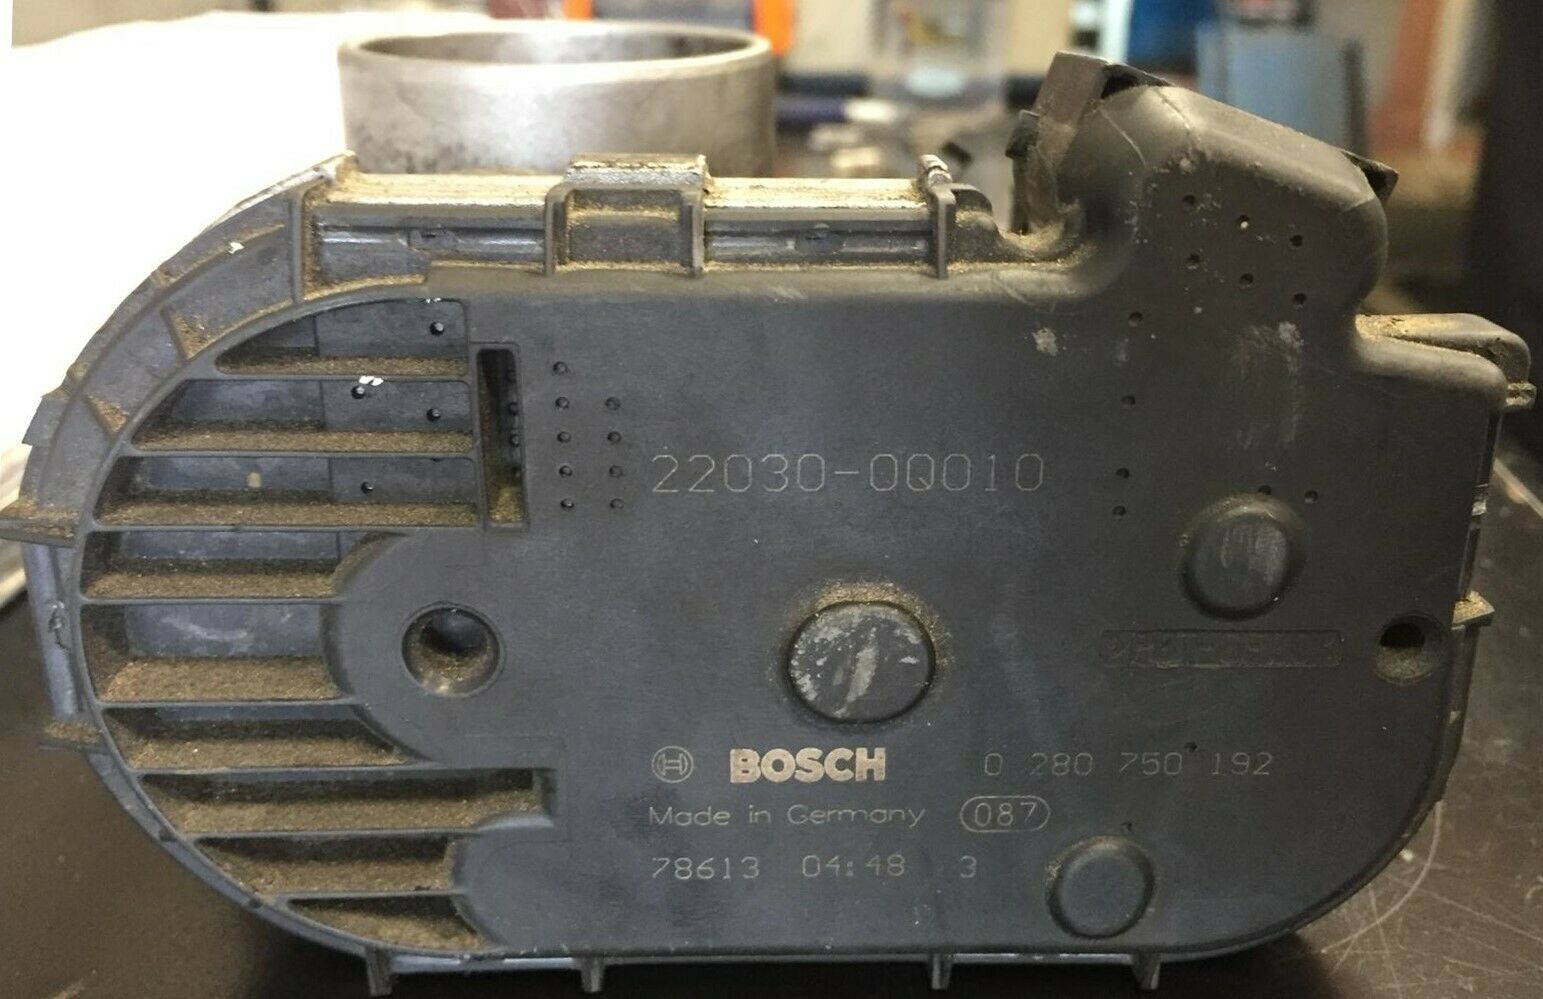 22030-0Q010
BOSCH 0 280 750 192
Made in Germany 087
78613 04:48 3